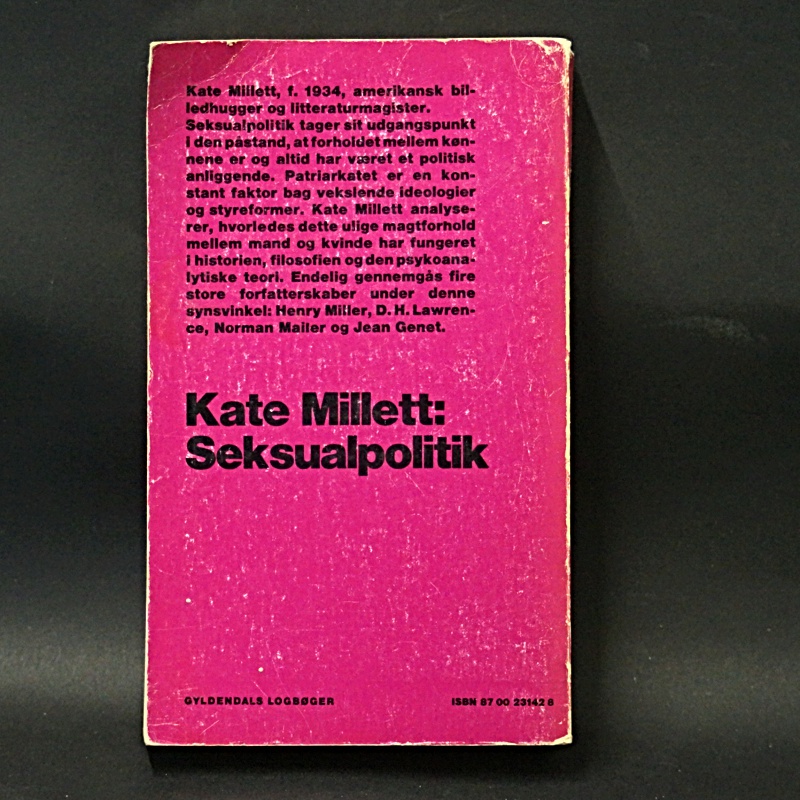 Kate Millett, f. 1934, amerikansk bil-
ledhugger og litteraturmagister.
Seksualpolitik tager sit udgangspunkt
i den påstand, at forholdet mellem køn-
nene er og altid har været et politisk
anliggende. Patriarkatet er en kon-
stant faktor bag vekslende ideologier
og styreformer. Kate Millett analyse-
rer, hvorledes dette ulige magtforhold
mellem mand og kvinde har fungeret
i historien, filosofien og den psykoana-
lytiske teori. Endelig gennemgås fire
store forfatterskaber under denne
synsvinkel: Henry Miller, D. H. Lawren-
ce, Norman Mailer og Jean Genet.
Kate Millett:
Seksualpolitik
GYLDENDALS LOGBØGER
ISBN 87 00 23142 8